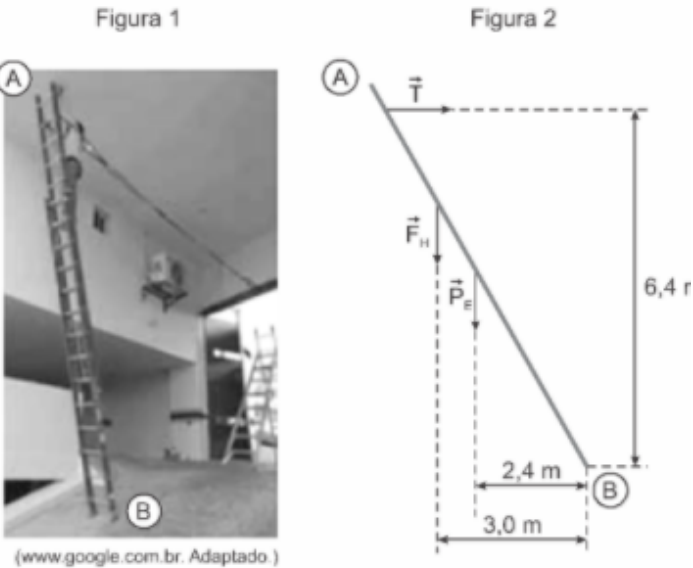 Figura 1
Figura 2
A
B
(www.google.com.br. Adaptado.)
A
T
F H
P E
6,4 m
2,4 m
B
3,0 m